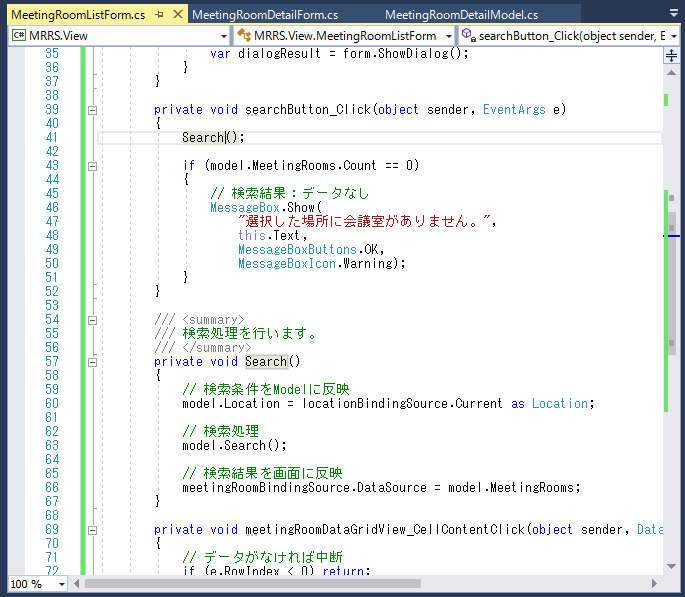 MeetingRoomListForm.cs MeetingRoomDetailForm.cs MeetingRoomDetailModel.cs
C# MRRS.View MRRS.View.MeetingRoomListForm searchButton_Click(object sender, E
35 var dialogResult = form.ShowDialog();
36 }
37 }
38
39 private void searchButton_Click(object sender, EventArgs e)
40 {
41 Search();
42
43 if (model.MeetingRooms.Count == 0)
44 {
45 // 検索結果：データなし
46 MessageBox.Show(
47 "選択した場所に会議室がありません。",
48 this.Text,
49 MessageBoxButtons.OK,
50 MessageBoxIcon.Warning);
51 }
52 }
53
54 /// <summary>
55 /// 検索処理を行います。
56 /// </summary>
57 private void Search()
58 {
59 // 検索条件をModelに反映
60 model.Location = locationBindingSource.Current as Location;
61
62 // 検索処理
63 model.Search();
64
65 // 検索結果を画面に反映
66 meetingRoomBindingSource.DataSource = model.MeetingRooms;
67 }
68
69 private void meetingRoomDataGridView_CellContentClick(object sender, Data
70 {
71 // データがなければ中断
72 if (e.RowIndex < 0) return;
100 %